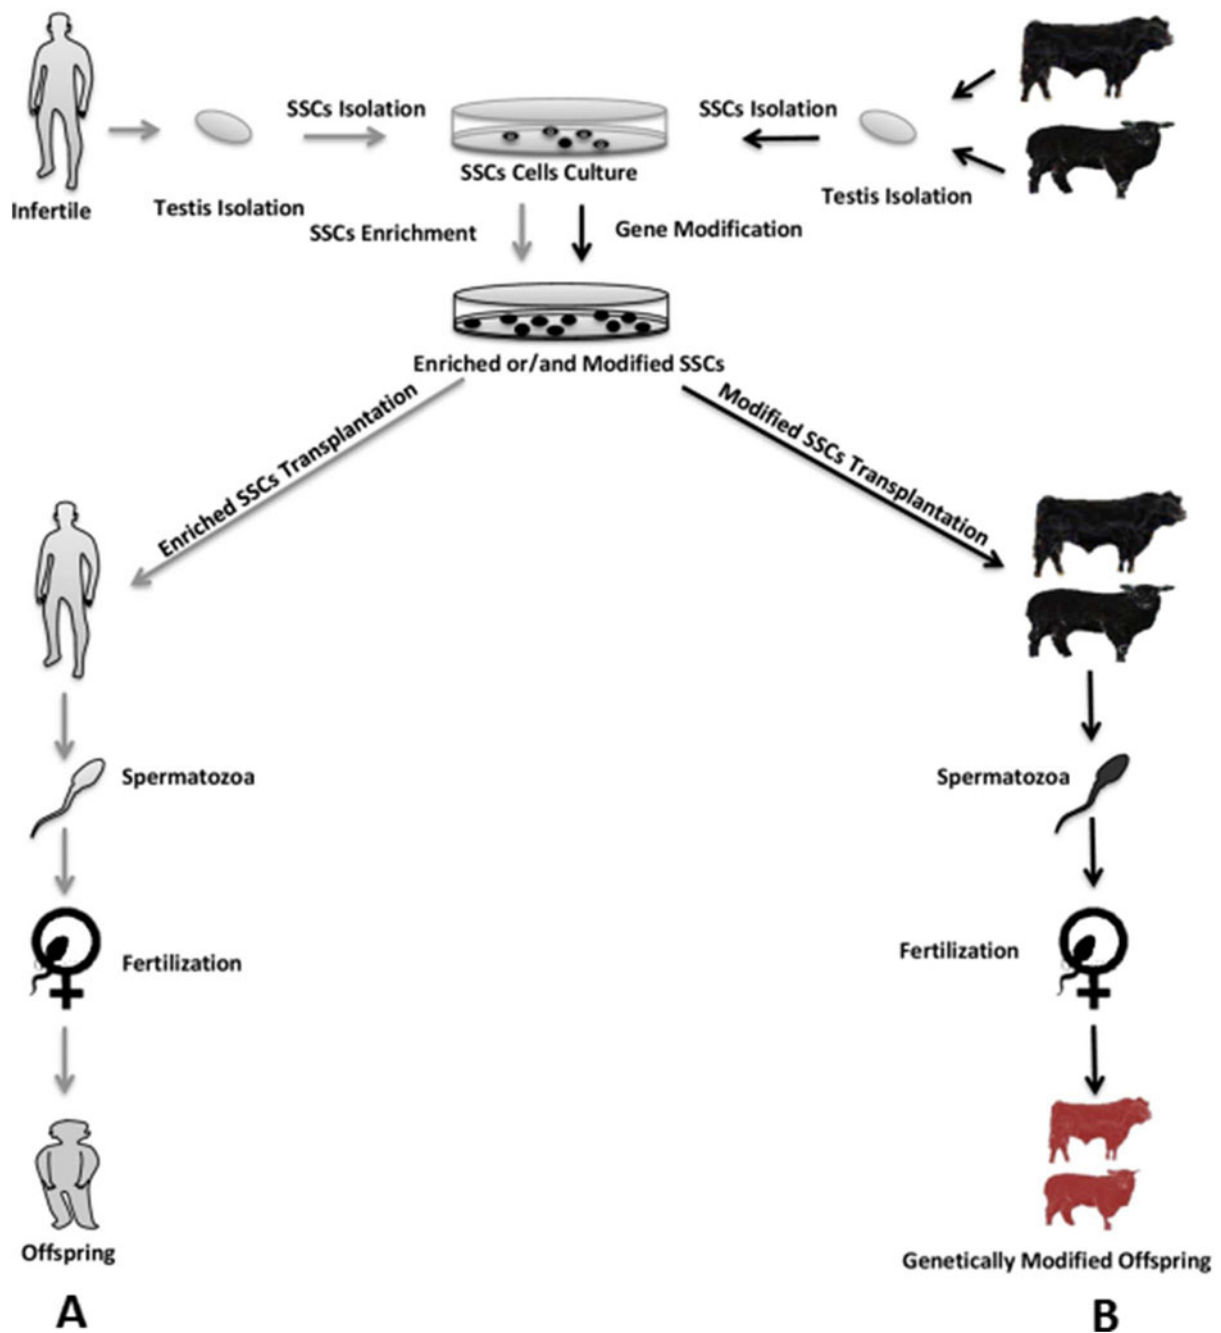 SSCs Isolation
SSCs Isolation
SSCs Cells Culture
Infertile
Testis Isolation
Testis Isolation
SSCs Enrichment
Gene Modification
Enriched or/and Modified SSCs
Enriched SSCs Transplantation
Modified SSCs Transplantation
Spermatozoa
Spermatozoa
Fertilization
Fertilization
Offspring
Genetically Modified Offspring
A
B